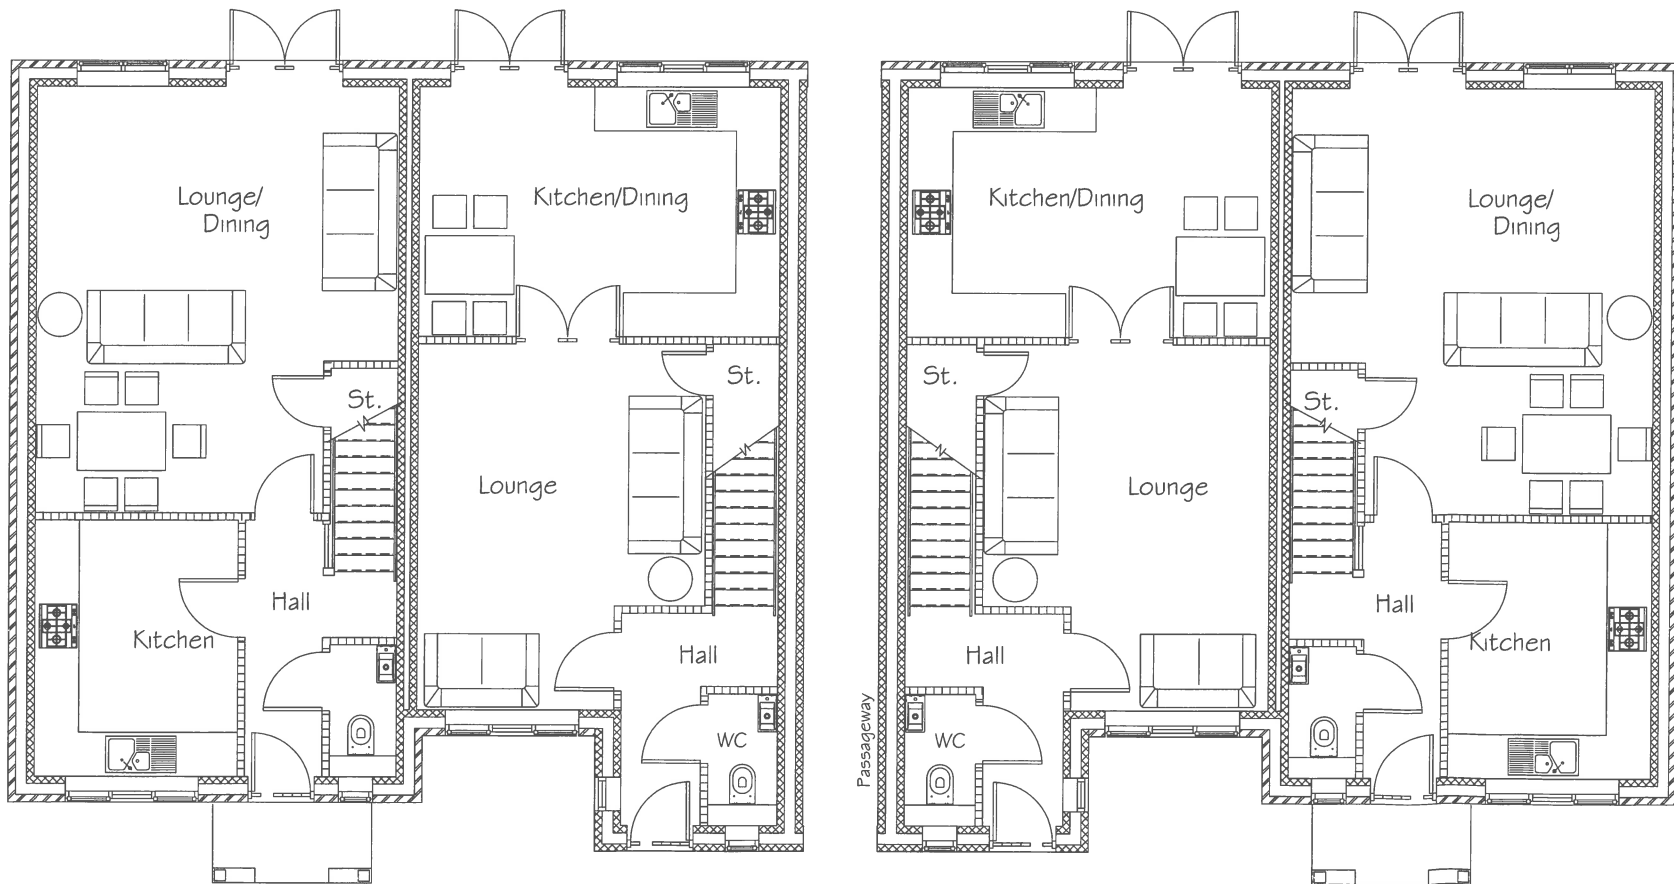 Lounge/
Dining
St.
Hall
Kitchen
Kitchen/Dining
St.
Lounge
Hall
WC
Passageway
Kitchen/Dining
St.
Lounge
Hall
WC
Lounge/
Dining
St.
Hall
Kitchen